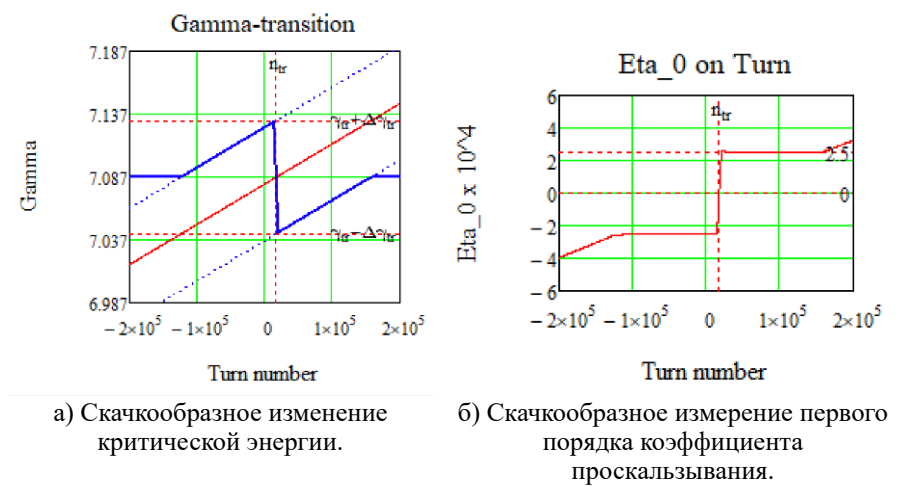 Gamma-transition
7.187
7.137
7.087
7.037
6.987
Gamma
n_tr
γ_tr+Δγ_tr
γ_tr−Δγ_tr
−2×10^5 −1×10^5 0 1×10^5 2×10^5
Turn number
а) Скачкообразное изменение
критической энергии.
Eta_0 on Turn
6
4
2
0
−2
−4
−6
Eta_0 x 10^4
n_tr
2.5
0
−2×10^5 −1×10^5 0 1×10^5 2×10^5
Turn number
б) Скачкообразное измерение первого
порядка коэффициента
проскальзывания.